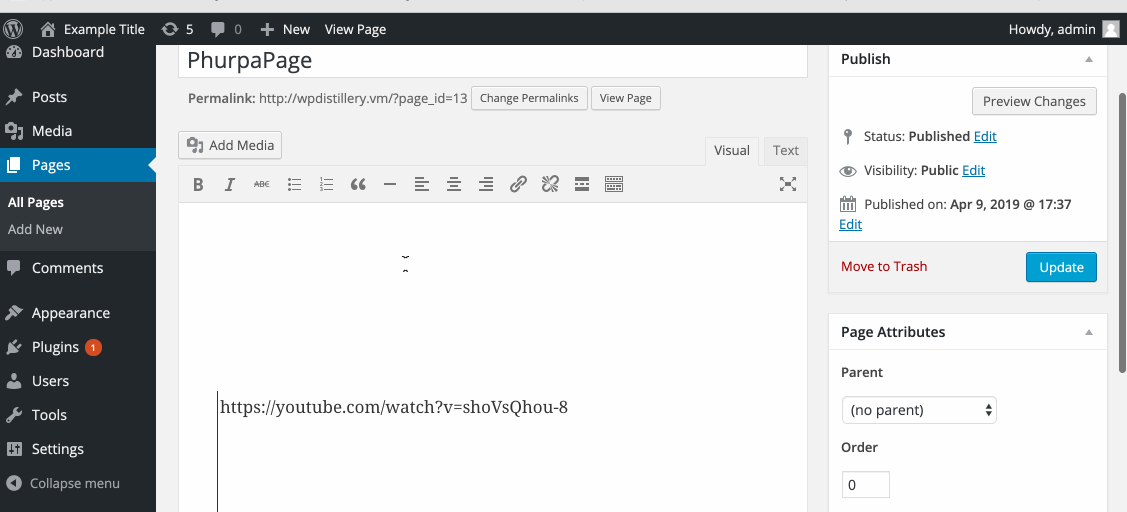 Example Title 5 0 New View Page Howdy, admin
Dashboard
Posts
Media
Pages
All Pages
Add New
Comments
Appearance
Plugins 1
Users
Tools
Settings
Collapse menu
PhurpaPage
Permalink: http://wpdistillery.vm/?page_id=13 Change Permalinks View Page
Add Media
Visual Text
B I ABC
https://youtube.com/watch?v=shoVsQhou-8
Publish
Preview Changes
Status: Published Edit
Visibility: Public Edit
Published on: Apr 9, 2019 @ 17:37
Edit
Move to Trash Update
Page Attributes
Parent
(no parent)
Order
0